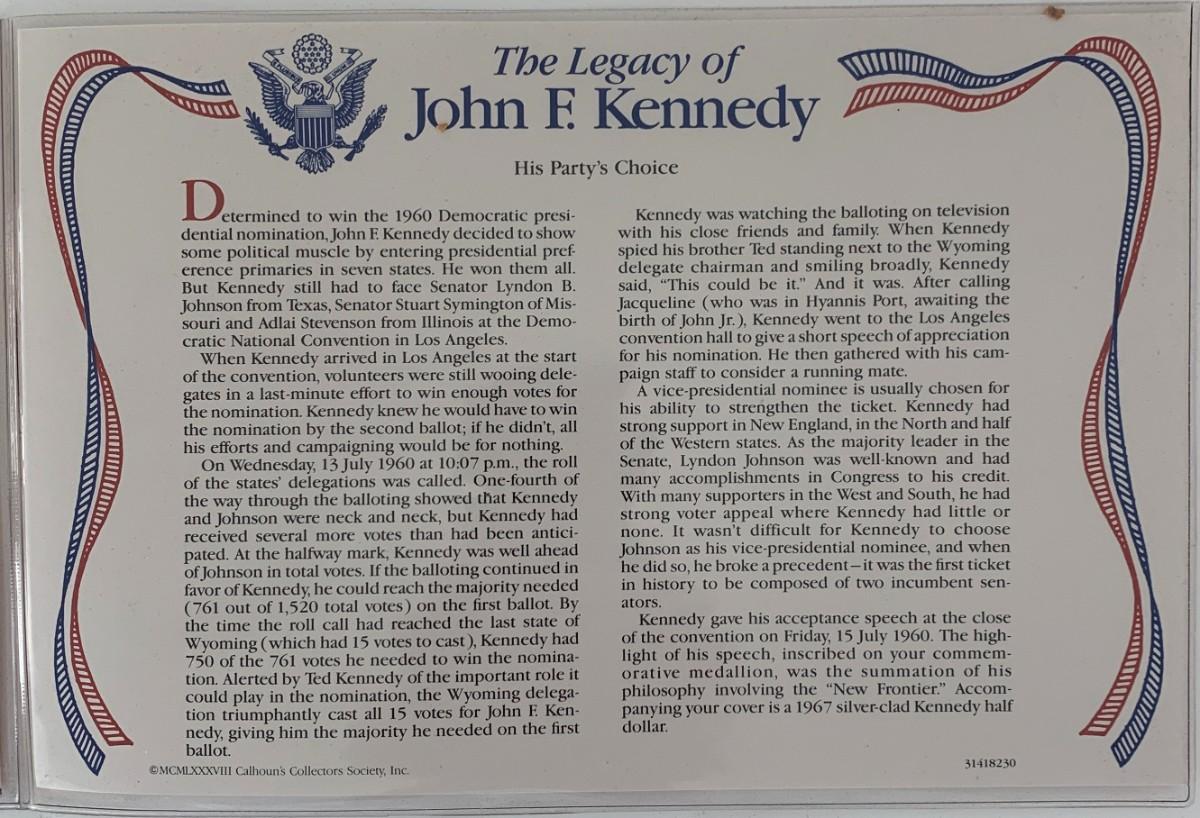 The Legacy of
John F. Kennedy
His Party's Choice
Determined to win the 1960 Democratic presi-
dential nomination, John F. Kennedy decided to show
some political muscle by entering presidential pref-
erence primaries in seven states. He won them all.
But Kennedy still had to face Senator Lyndon B.
Johnson from Texas, Senator Stuart Symington of Mis-
souri and Adlai Stevenson from Illinois at the Demo-
cratic National Convention in Los Angeles.
When Kennedy arrived in Los Angeles at the start
of the convention, volunteers were still wooing dele-
gates in a last-minute effort to win enough votes for
the nomination. Kennedy knew he would have to win
the nomination by the second ballot; if he didn't, all
his efforts and campaigning would be for nothing.
On Wednesday, 13 July 1960 at 10:07 p.m., the roll
of the states' delegations was called. One-fourth of
the way through the balloting showed that Kennedy
and Johnson were neck and neck, but Kennedy had
received several more votes than had been antici-
pated. At the halfway mark, Kennedy was well ahead
of Johnson in total votes. If the balloting continued in
favor of Kennedy, he could reach the majority needed
(761 out of 1,520 total votes) on the first ballot. By
the time the roll call had reached the last state of
Wyoming (which had 15 votes to cast), Kennedy had
750 of the 761 votes he needed to win the nomina-
tion. Alerted by Ted Kennedy of the important role it
could play in the nomination, the Wyoming delega-
tion triumphantly cast all 15 votes for John F. Ken-
nedy, giving him the majority he needed on the first
ballot.
Kennedy was watching the balloting on television
with his close friends and family. When Kennedy
spied his brother Ted standing next to the Wyoming
delegate chairman and smiling broadly, Kennedy
said, "This could be it." And it was. After calling
Jacqueline (who was in Hyannis Port, awaiting the
birth of John Jr.), Kennedy went to the Los Angeles
convention hall to give a short speech of appreciation
for his nomination. He then gathered with his cam-
paign staff to consider a running mate.
A vice-presidential nominee is usually chosen for
his ability to strengthen the ticket. Kennedy had
strong support in New England, in the North and half
of the Western states. As the majority leader in the
Senate, Lyndon Johnson was well-known and had
many accomplishments in Congress to his credit.
With many supporters in the West and South, he had
strong voter appeal where Kennedy had little or
none. It wasn't difficult for Kennedy to choose
Johnson as his vice-presidential nominee, and when
he did so, he broke a precedent—it was the first ticket
in history to be composed of two incumbent sen-
ators.
Kennedy gave his acceptance speech at the close
of the convention on Friday, 15 July 1960. The high-
light of his speech, inscribed on your commem-
orative medallion, was the summation of his
philosophy involving the "New Frontier." Accom-
panying your cover is a 1967 silver-clad Kennedy half
dollar.
©MCMLXXXVIII Calhoun's Collectors Society, Inc.
31418230